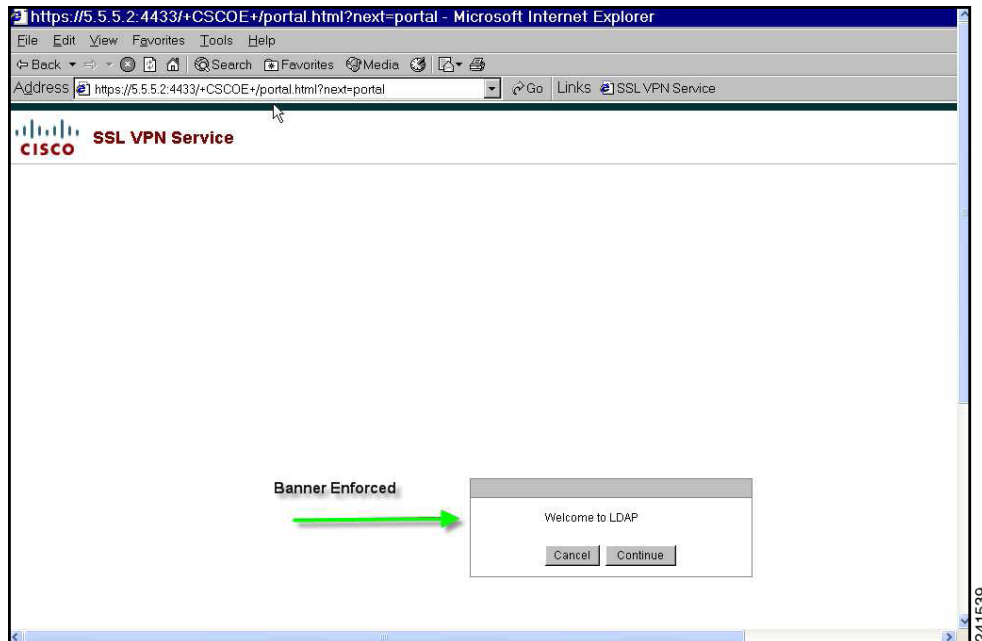 https://5.5.5.2:4433/+CSCOE+/portal.html?next=portal - Microsoft Internet Explorer
File Edit View Favorites Tools Help
Back Search Favorites Media
Address https://5.5.5.2:4433/+CSCOE+/portal.html?next=portal Go Links SSL VPN Service
CISCO SSL VPN Service
Banner Enforced
Welcome to LDAP
Cancel Continue
241539